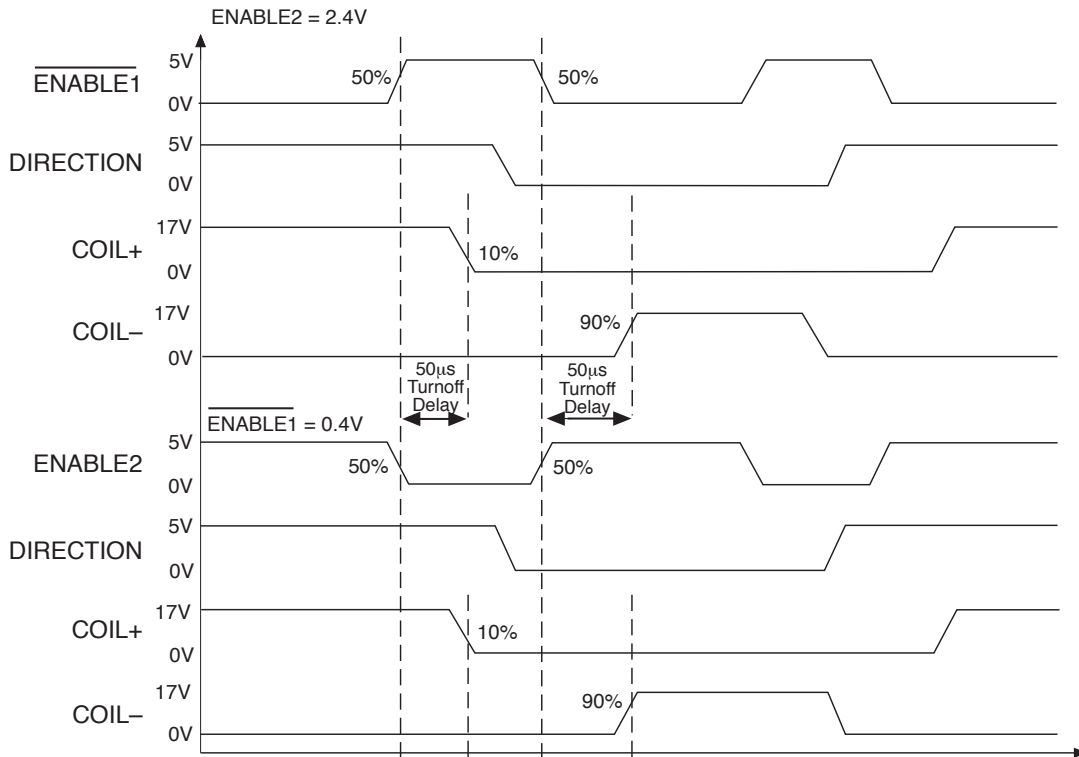 ENABLE2 = 2.4V
5V
ENABLE1
50%
50%
0V
5V
DIRECTION
0V
17V
COIL+
10%
0V
17V
COIL–
90%
0V
50μs
Turnoff
Delay
50μs
Turnoff
Delay
ENABLE1 = 0.4V
5V
ENABLE2
50%
50%
0V
5V
DIRECTION
0V
17V
COIL+
10%
0V
17V
COIL–
90%
0V